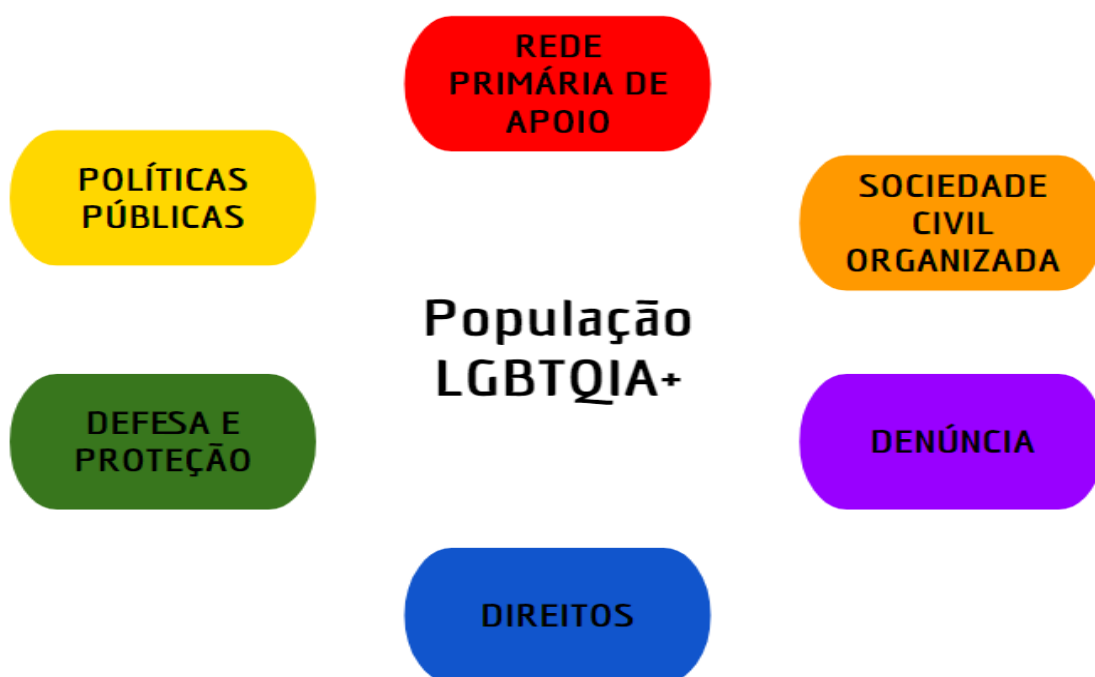 REDE
PRIMÁRIA DE
APOIO
POLÍTICAS
PÚBLICAS
SOCIEDADE
CIVIL
ORGANIZADA
População
LGBTQIA+
DEFESA E
PROTEÇÃO
DENÚNCIA
DIREITOS